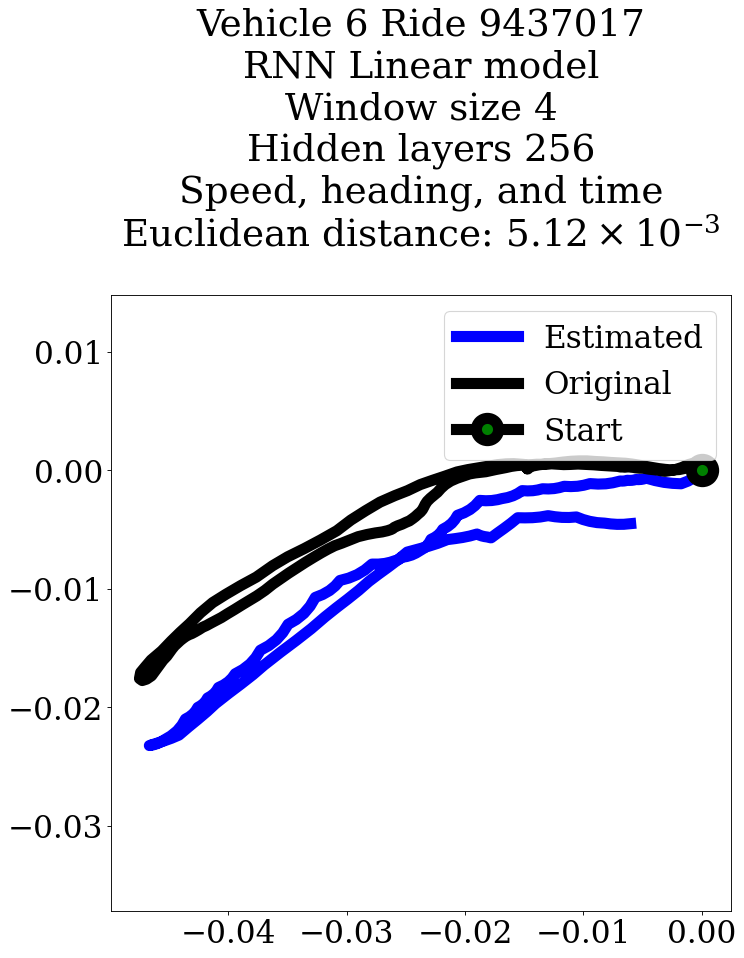 Vehicle 6 Ride 9437017
RNN Linear model
Window size 4
Hidden layers 256
Speed, heading, and time
Euclidean distance: 5.12 × 10⁻³
Estimated
Original
Start
0.01
0.00
−0.01
−0.02
−0.03
−0.04 −0.03 −0.02 −0.01 0.00